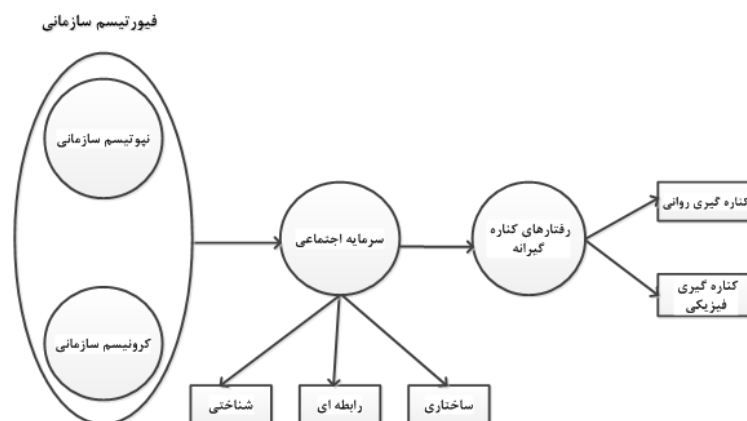 فیورتیسم سازمانی
نپوتیسم سازمانی
کرونیسم سازمانی
سرمایه اجتماعی
رفتارهای کناره
گیرانه
کناره گیری روانی
کناره گیری
فیزیکی
ساختاری
رابطه ای
شناختی